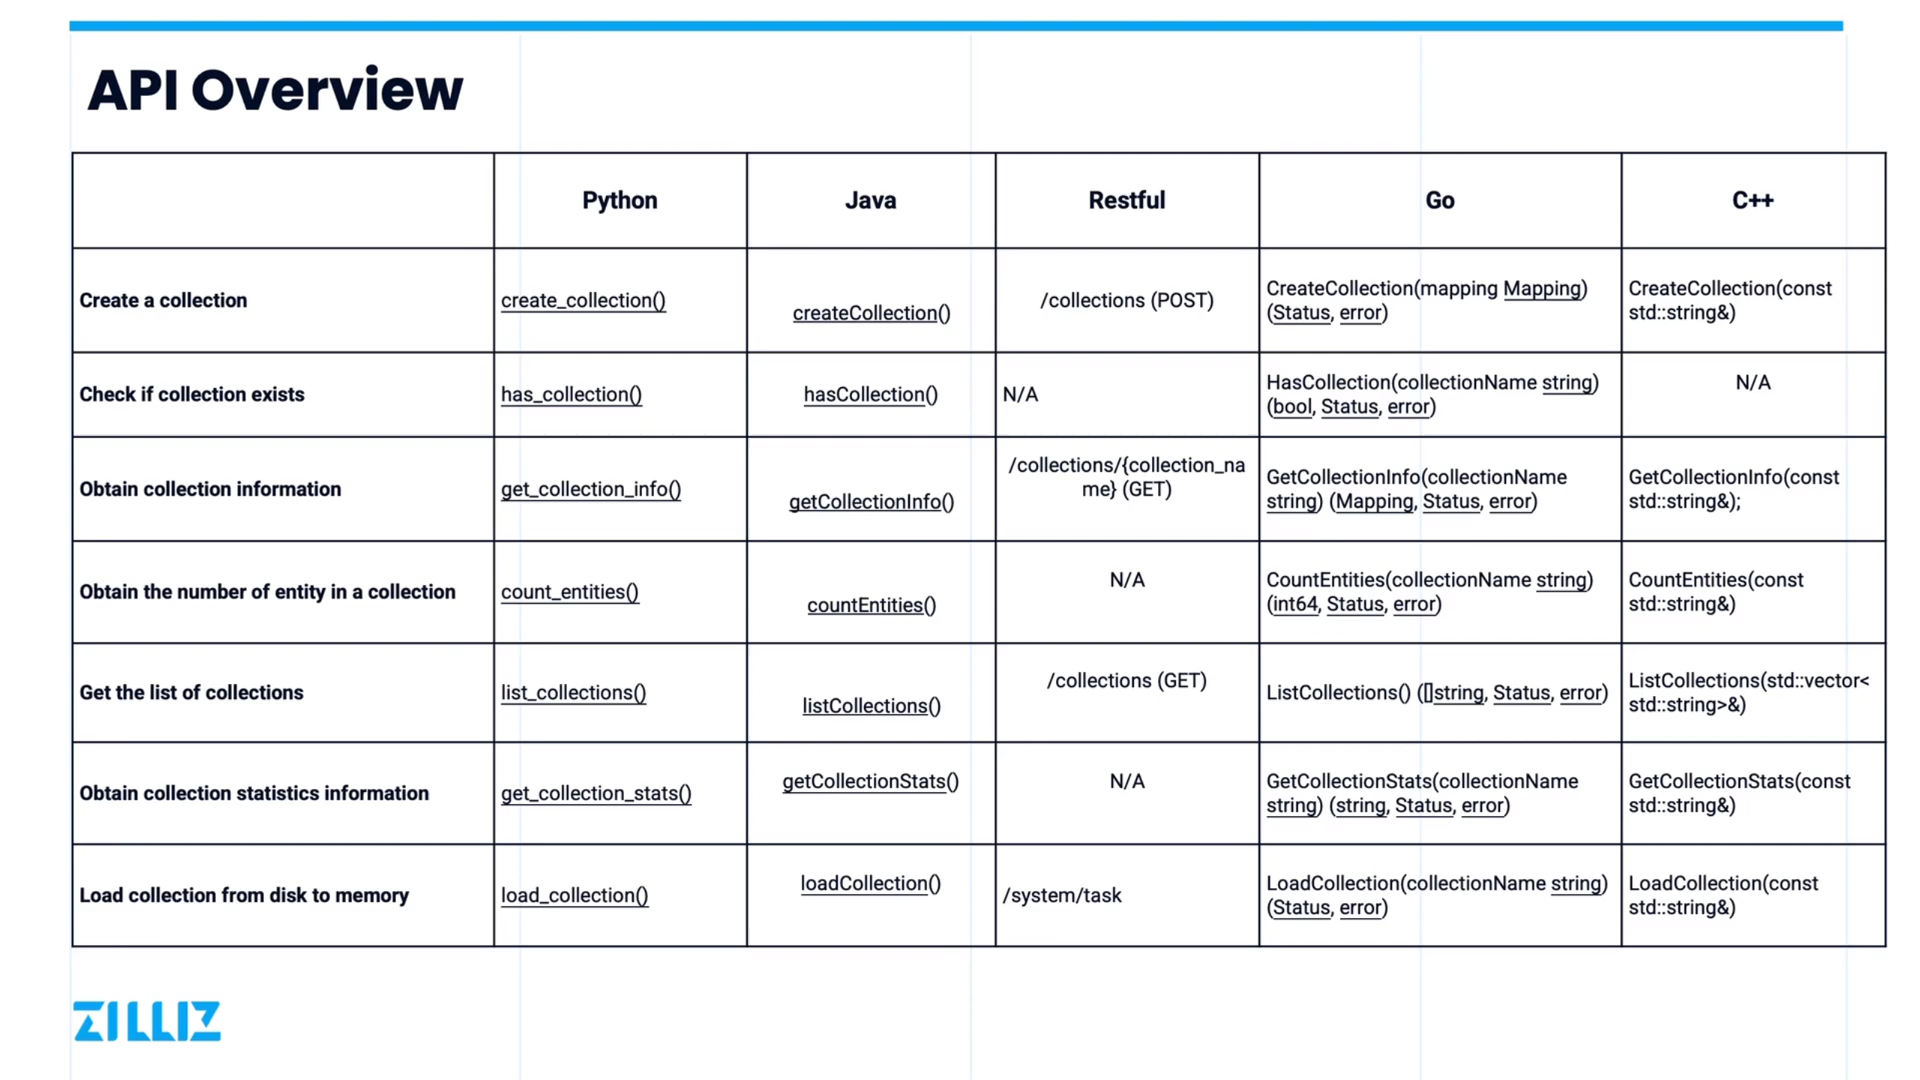 API Overview
Python Java Restful Go C++
Create a collection
create_collection()
createCollection()
/collections (POST)
CreateCollection(mapping Mapping)
(Status, error)
CreateCollection(const
std::string&)
Check if collection exists
has_collection()
hasCollection()
N/A
HasCollection(collectionName string)
(bool, Status, error)
N/A
Obtain collection information
get_collection_info()
getCollectionInfo()
/collections/{collection_na
me} (GET)
GetCollectionInfo(collectionName
string) (Mapping, Status, error)
GetCollectionInfo(const
std::string&);
Obtain the number of entity in a collection
count_entities()
countEntities()
N/A
CountEntities(collectionName string)
(int64, Status, error)
CountEntities(const
std::string&)
Get the list of collections
list_collections()
listCollections()
/collections (GET)
ListCollections() ([]string, Status, error)
ListCollections(std::vector<
std::string>&)
Obtain collection statistics information
get_collection_stats()
getCollectionStats()
N/A
GetCollectionStats(collectionName
string) (string, Status, error)
GetCollectionStats(const
std::string&)
Load collection from disk to memory
load_collection()
loadCollection()
/system/task
LoadCollection(collectionName string)
(Status, error)
LoadCollection(const
std::string&)
ZILLIZ